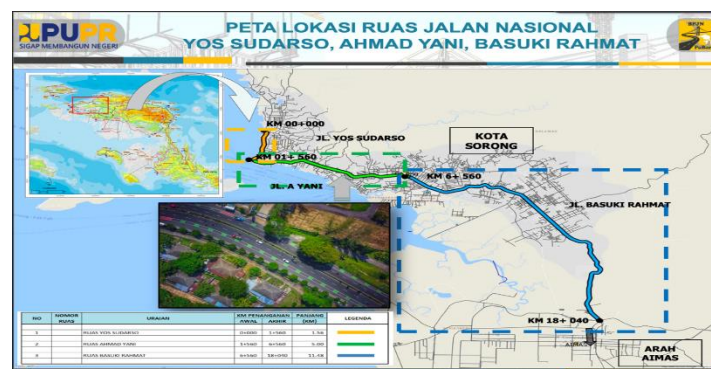 PUPR
SIGAP MEMBANGUN NEGERI
PETA LOKASI RUAS JALAN NASIONAL
YOS SUDARSO, AHMAD YANI, BASUKI RAHMAT
KM 00+000
JL. YOS SUDARSO
KOTA
SORONG
KM 01+ 560
KM 6+ 560
JL. A YANI
JL. BASUKI RAHMAT
KM 18+ 040
ARAH
AIMAS
NO NOMOR RUAS URAIAN KM PENANGANAN AWAL AKHIR PANJANG (KM) LEGENDA
1 RUAS YOS SUDARSO 0+000 1+560 1.56
2 RUAS AHMAD YANI 1+560 6+560 5.00
RUAS BASUKI RAHMAT 6+560 18+040 11.48